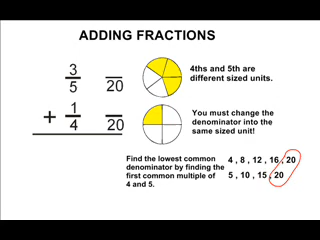 ADDING FRACTIONS
3
5
20
+ 1
4
20
4ths and 5th are
different sized units.
You must change the
denominator into the
same sized unit!
Find the lowest common
denominator by finding the
first common multiple of
4 and 5.
4 , 8 , 12 , 16 , 20
5 , 10 , 15 , 20